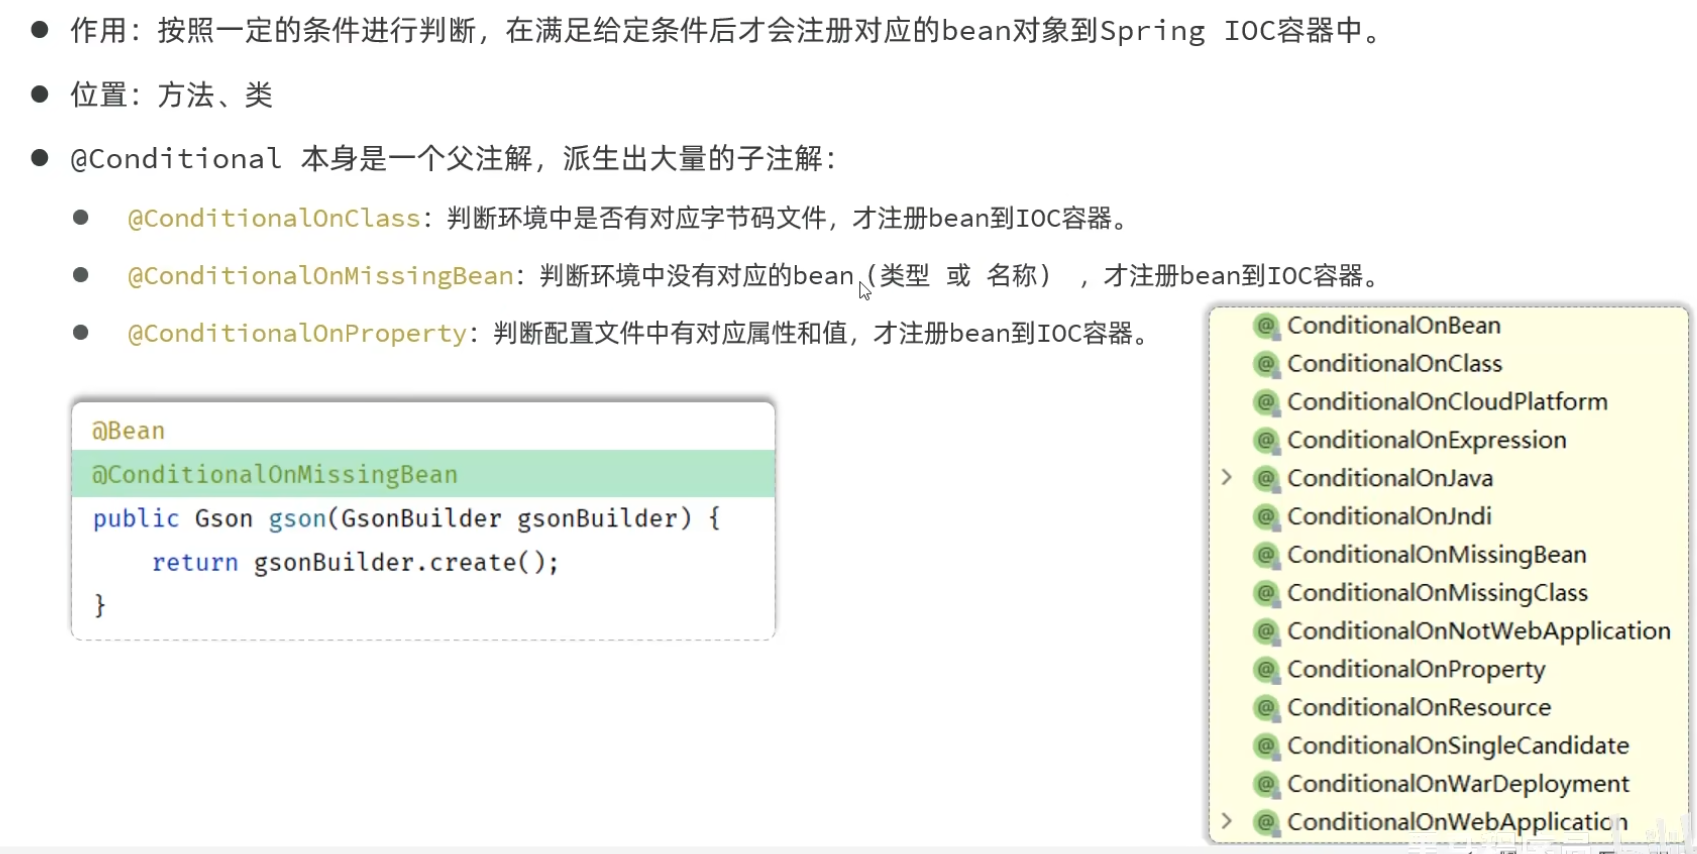 作用：按照一定的条件进行判断，在满足给定条件后才会注册对应的bean对象到Spring IOC容器中。
位置：方法、类
@Conditional 本身是一个父注解，派生出大量的子注解：
@ConditionalOnClass：判断环境中是否有对应字节码文件，才注册bean到IOC容器。
@ConditionalOnMissingBean：判断环境中没有对应的bean（类型 或 名称） ，才注册bean到IOC容器。
@ConditionalOnProperty：判断配置文件中有对应属性和值，才注册bean到IOC容器。
@Bean
@ConditionalOnMissingBean
public Gson gson(GsonBuilder gsonBuilder) {
return gsonBuilder.create();
}
ConditionalOnBean
ConditionalOnClass
ConditionalOnCloudPlatform
ConditionalOnExpression
ConditionalOnJava
ConditionalOnJndi
ConditionalOnMissingBean
ConditionalOnMissingClass
ConditionalOnNotWebApplication
ConditionalOnProperty
ConditionalOnResource
ConditionalOnSingleCandidate
ConditionalOnWarDeployment
ConditionalOnWebApplication